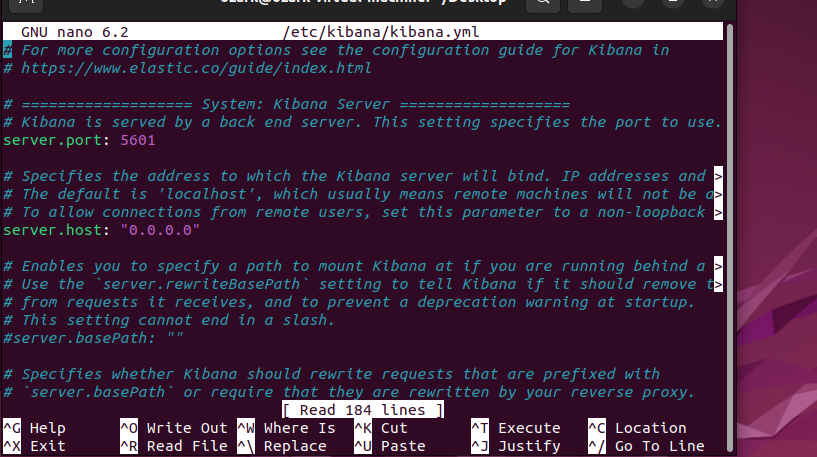 GNU nano 6.2 /etc/kibana/kibana.yml
# For more configuration options see the configuration guide for Kibana in
# https://www.elastic.co/guide/index.html
# =================== System: Kibana Server ===================
# Kibana is served by a back end server. This setting specifies the port to use.
server.port: 5601
# Specifies the address to which the Kibana server will bind. IP addresses and >
# The default is 'localhost', which usually means remote machines will not be a>
# To allow connections from remote users, set this parameter to a non-loopback >
server.host: "0.0.0.0"
# Enables you to specify a path to mount Kibana at if you are running behind a >
# Use the `server.rewriteBasePath` setting to tell Kibana if it should remove t>
# from requests it receives, and to prevent a deprecation warning at startup.
# This setting cannot end in a slash.
#server.basePath: ""
# Specifies whether Kibana should rewrite requests that are prefixed with
# `server.basePath` or require that they are rewritten by your reverse proxy.
[ Read 184 lines ]
^G Help ^O Write Out ^W Where Is ^K Cut ^T Execute ^C Location
^X Exit ^R Read File ^\ Replace ^U Paste ^J Justify ^/ Go To Line